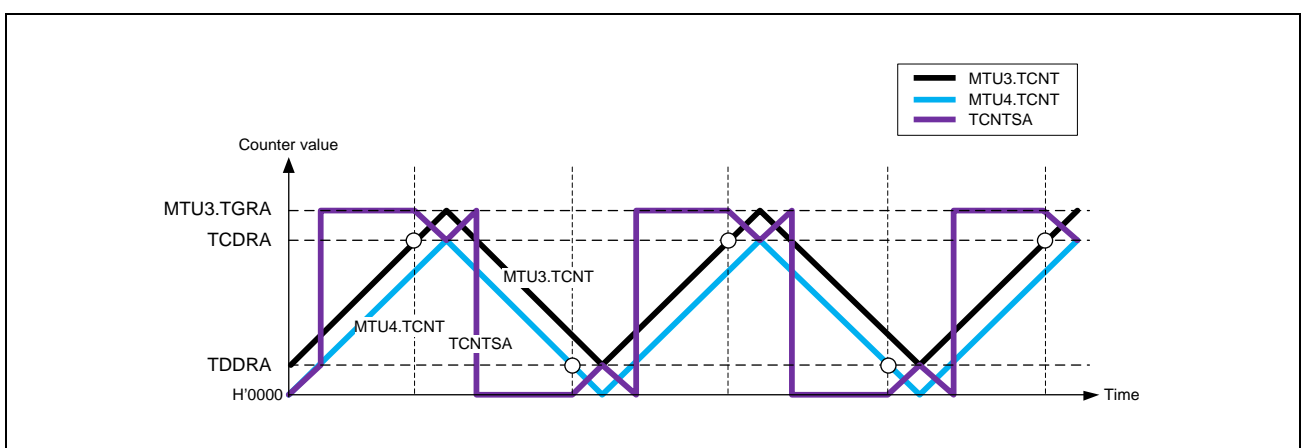 MTU3.TCNT
MTU4.TCNT
TCNTSA
Counter value
MTU3.TGRA
TCDRA
MTU3.TCNT
MTU4.TCNT
TCNTSA
TDDRA
H'0000
Time